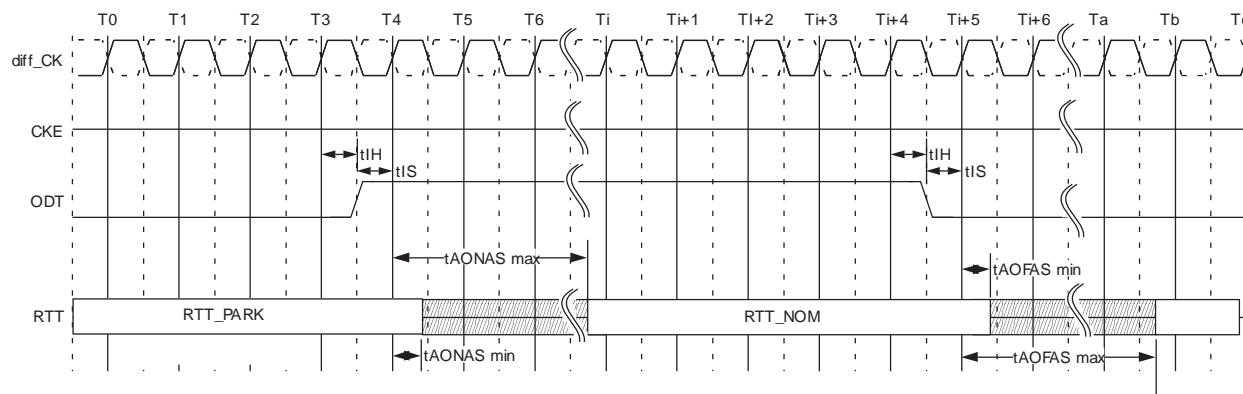 T0 T1 T2 T3 T4 T5 T6 Ti Ti+1 TI+2 Ti+3 Ti+4 Ti+5 Ti+6 Ta Tb
diff_CK
CKE
tIH tIH
tIS tIS
ODT
tAONAS max
tAOFAS min
RTT RTT_PARK RTT_NOM
tAONAS min
tAOFAS max